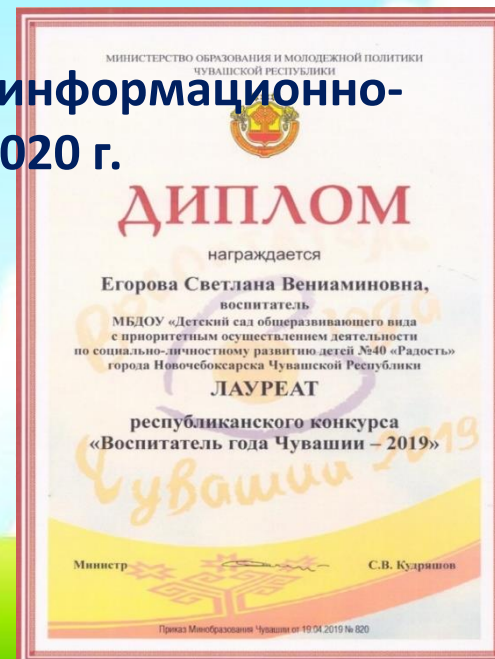 МИНИСТЕРСТВО ОБРАЗОВАНИЯ И МОЛОДЕЖНОЙ ПОЛИТИКИ
ЧУВАШСКОЙ РЕСПУБЛИКИ
информационно-
020 г.
ДИПЛОМ
награждается
Егорова Светлана Вениаминовна,
воспитатель
МБДОУ «Детский сад общеразвивающего вида
с приоритетным осуществлением деятельности
по социально-личностному развитию детей №40 «Радость»
города Новочебоксарска Чувашской Республики
ЛАУРЕАТ
республиканского конкурса
«Воспитатель года Чувашии – 2019»
Чувашии 2019
Министр С.В. Кудряшов
Приказ Минобразования Чувашии от 19.04.2019 № 820